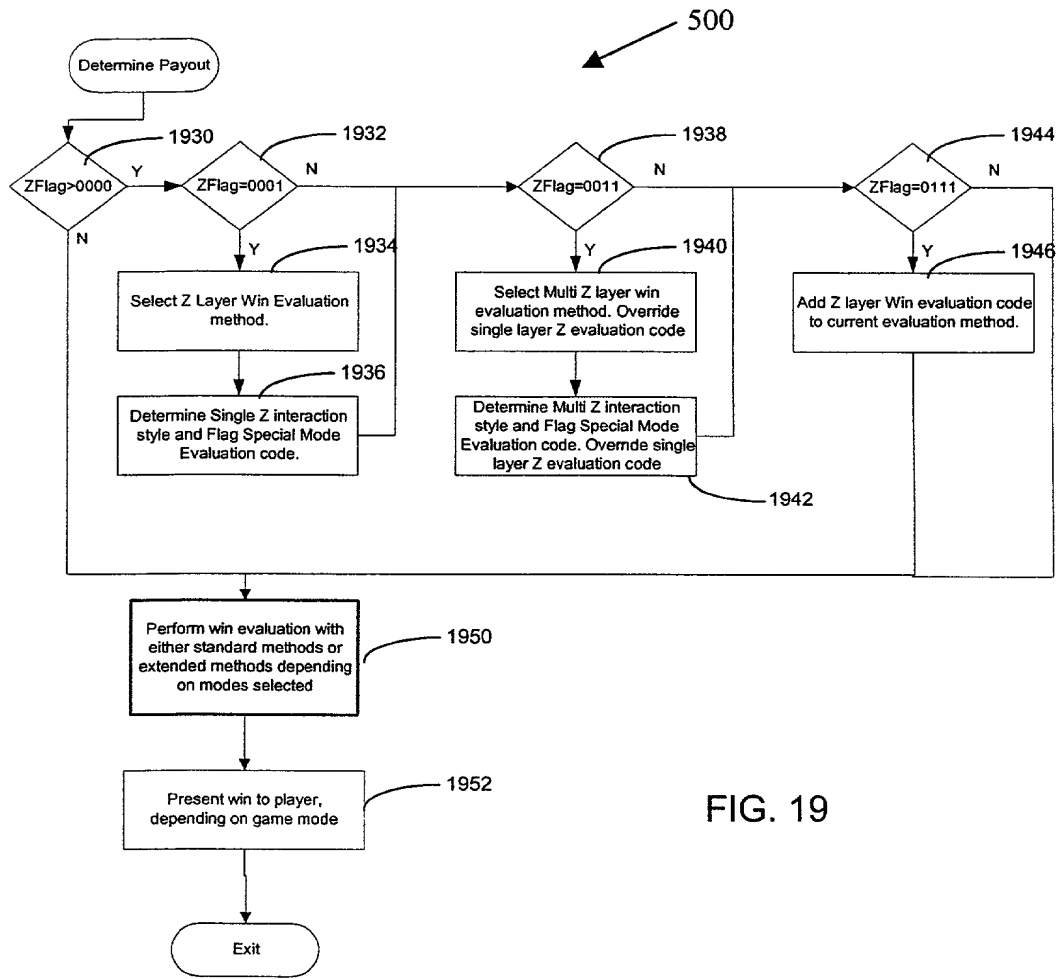 500
Determine Payout
1930
1932
1938
1944
ZFlag>0000
Y
ZFlag=0001
N
ZFlag=0011
N
ZFlag=0111
N
N
Y
1934
Y
1940
Y
1946
Select Z Layer Win Evaluation
method.
Select Multi Z layer win
evaluation method. Override
single layer Z evaluation code
Add Z layer Win evaluation code
to current evaluation method.
1936
Determine Single Z interaction
style and Flag Special Mode
Evaluation code.
Determine Multi Z interaction
style and Flag Special Mode
Evaluation code. Override single
layer Z evaluation code
1942
Perform win evaluation with
either standard methods or
extended methods depending
on modes selected
1950
Present win to player,
depending on game mode
1952
FIG. 19
Exit